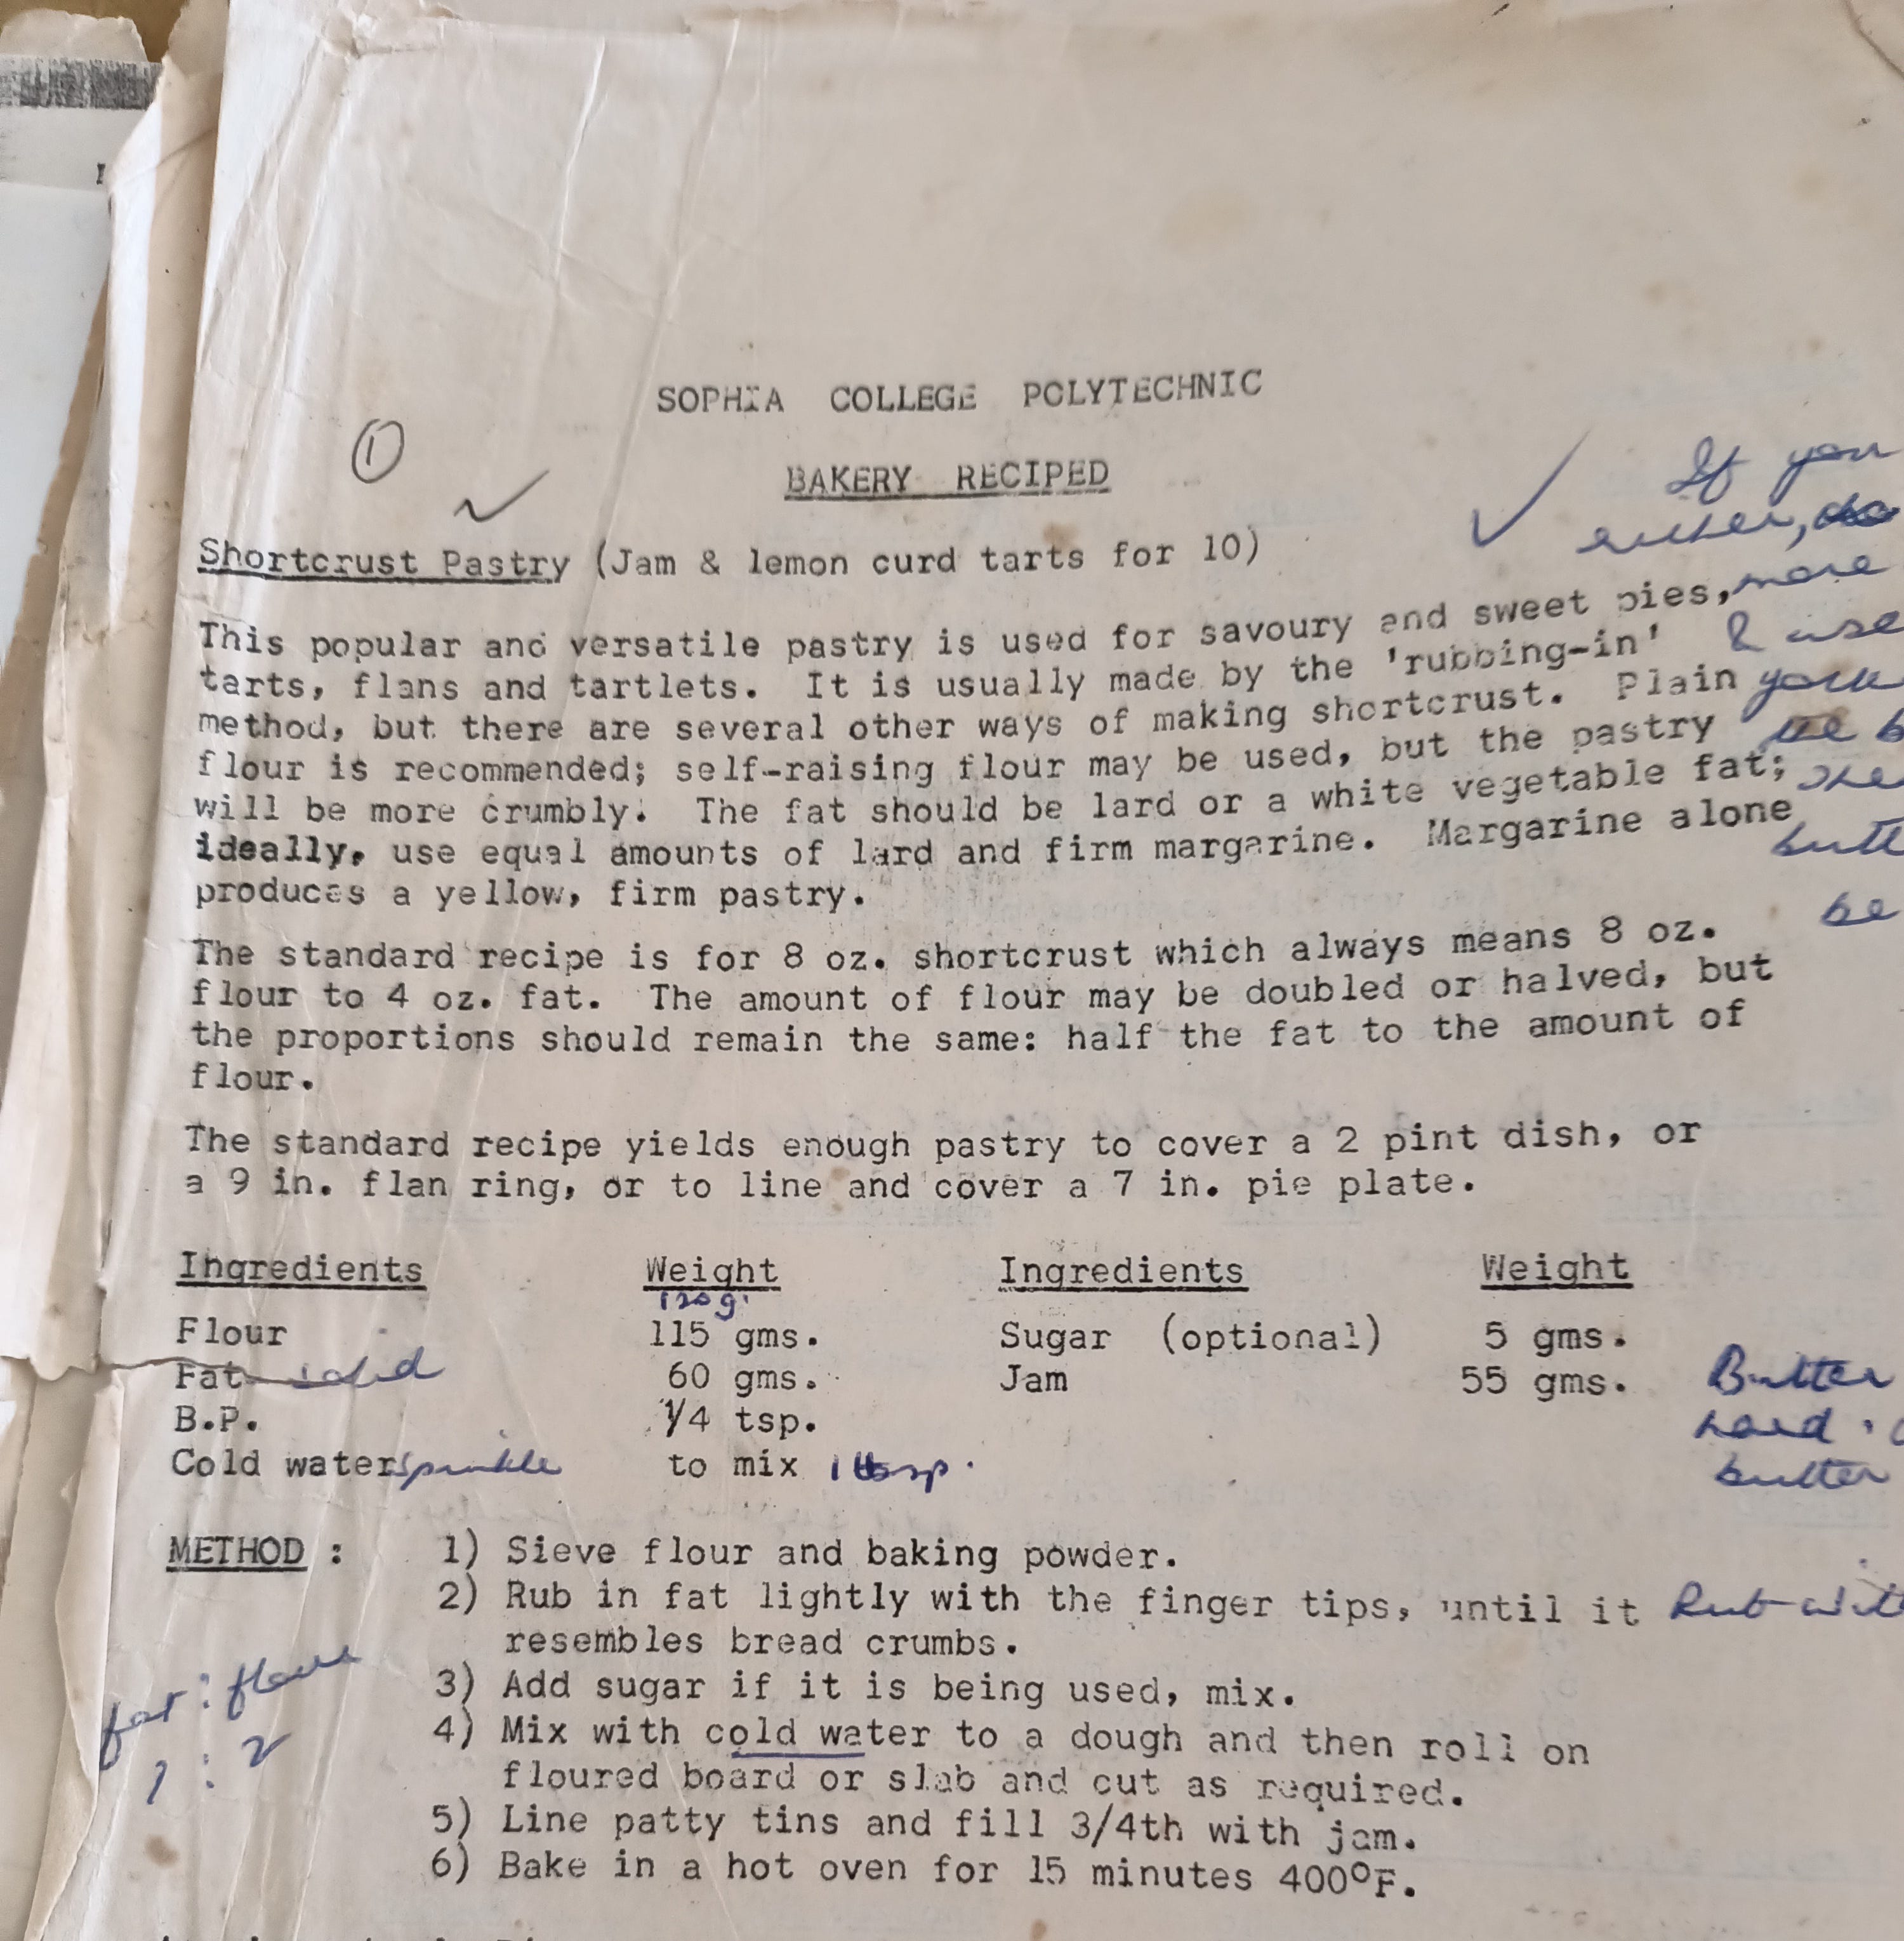 SOPHIA COLLEGE POLYTECHNIC
1
BAKERY RECIPED
If you
Shortcrust Pastry (Jam & lemon curd tarts for 10)
This popular and versatile pastry is used for savoury and sweet pies, more
tarts, flans and tartlets. It is usually made by the 'rubbing-in' & use
method, but there are several other ways of making shortcrust. Plain
flour is recommended; self-raising flour may be used, but the pastry
will be more crumbly. The fat should be lard or a white vegetable fat;
ideally, use equal amounts of lard and firm margarine. Margarine alone
produces a yellow, firm pastry.
be
The standard recipe is for 8 oz. shortcrust which always means 8 oz.
flour to 4 oz. fat. The amount of flour may be doubled or halved, but
the proportions should remain the same: half the fat to the amount of
flour.
The standard recipe yields enough pastry to cover a 2 pint dish, or
a 9 in. flan ring, or to line and cover a 7 in. pie plate.
Ingredients Weight Ingredients Weight
120g.
Flour 115 gms. Sugar (optional) 5 gms.
Fat solid 60 gms. Jam 55 gms. Butter
B.P. 1/4 tsp. hard
Cold water sprinkle to mix 1 tbsp. butter
METHOD : 1) Sieve flour and baking powder.
2) Rub in fat lightly with the finger tips, until it Rub with
resembles bread crumbs.
3) Add sugar if it is being used, mix.
fat : flour
4) Mix with cold water to a dough and then roll on
1 : 2
floured board or slab and cut as required.
5) Line patty tins and fill 3/4th with jam.
6) Bake in a hot oven for 15 minutes 400°F.